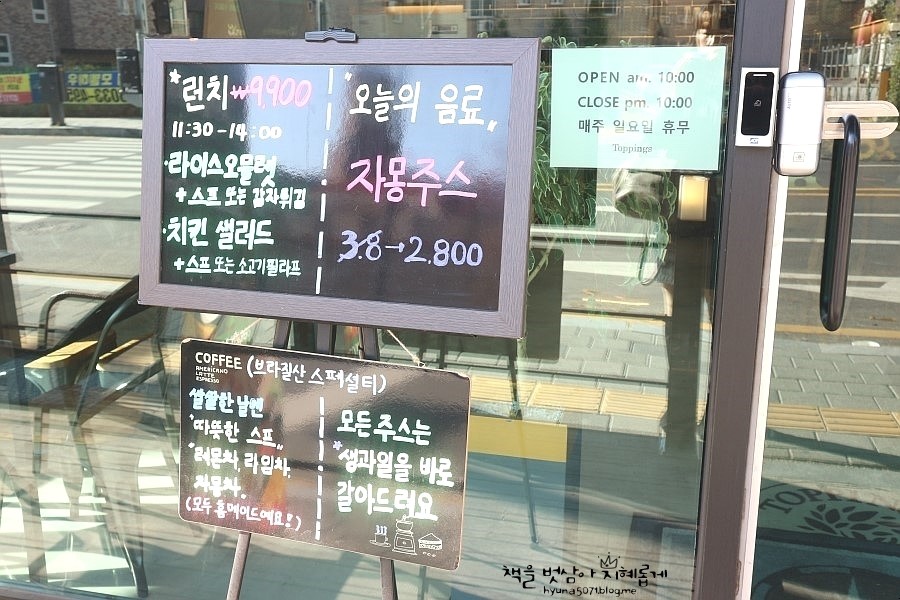 *린치 ₩9,900
11:30-14:00
·라이스오믈렛
+스프 또는 감자튀김
·치킨 샐러드
+스프 또는 소고기필라프
"오늘의 음료"
자몽주스
3.8→2.800
OPEN am. 10:00
CLOSE pm. 10:00
매주 일요일 휴무
Toppings
COFFEE (브라질산 스페셜티)
AMERICANO
LATTE
ESPRESSO
쌀쌀한 날엔
"따뜻한 스프"
*레몬차, 라임차,
자몽차.
(모두 홈메이드예요!)
모든 주스는
*생과일을 바로
갈아드려요
책을 벗삼아 지혜롭게
hyuna5071.blog.me